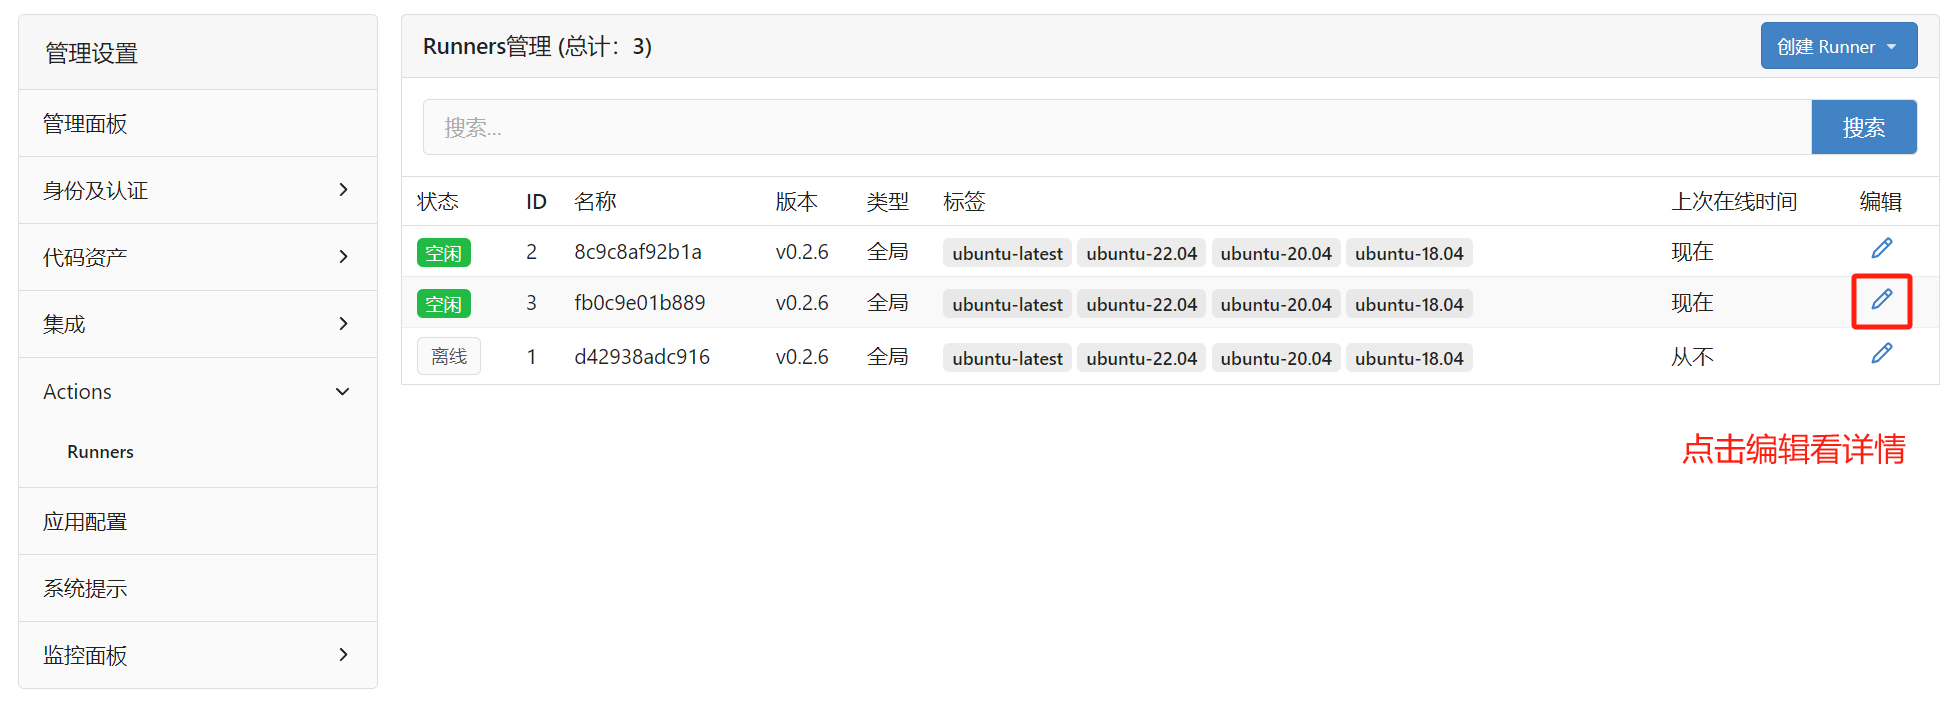 管理设置
管理面板
身份及认证
代码资产
集成
Actions
Runners
应用配置
系统提示
监控面板
Runners管理 (总计：3)
创建 Runner
搜索...
搜索
状态 ID 名称 版本 类型 标签 上次在线时间 编辑
空闲 2 8c9c8af92b1a v0.2.6 全局 ubuntu-latest ubuntu-22.04 ubuntu-20.04 ubuntu-18.04 现在
空闲 3 fb0c9e01b889 v0.2.6 全局 ubuntu-latest ubuntu-22.04 ubuntu-20.04 ubuntu-18.04 现在
离线 1 d42938adc916 v0.2.6 全局 ubuntu-latest ubuntu-22.04 ubuntu-20.04 ubuntu-18.04 从不
点击编辑看详情